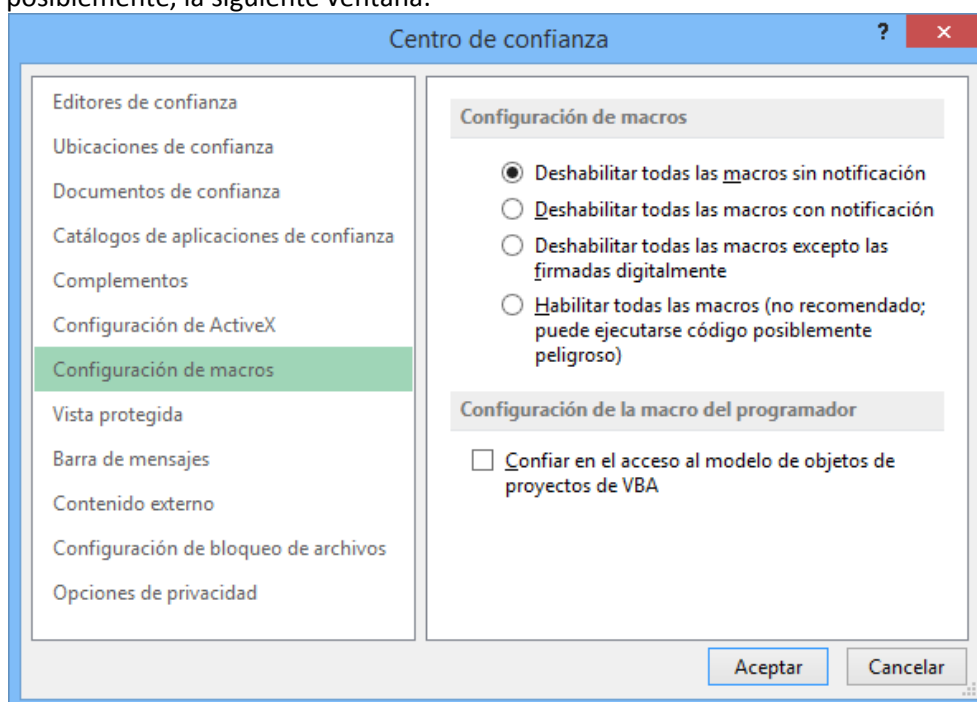 posiblemente, la siguiente ventana:
Centro de confianza
?
×
Editores de confianza
Ubicaciones de confianza
Documentos de confianza
Catálogos de aplicaciones de confianza
Complementos
Configuración de ActiveX
Configuración de macros
Vista protegida
Barra de mensajes
Contenido externo
Configuración de bloqueo de archivos
Opciones de privacidad
Configuración de macros
Deshabilitar todas las macros sin notificación
Deshabilitar todas las macros con notificación
Deshabilitar todas las macros excepto las
firmadas digitalmente
Habilitar todas las macros (no recomendado;
puede ejecutarse código posiblemente
peligroso)
Configuración de la macro del programador
Confiar en el acceso al modelo de objetos de
proyectos de VBA
Aceptar
Cancelar